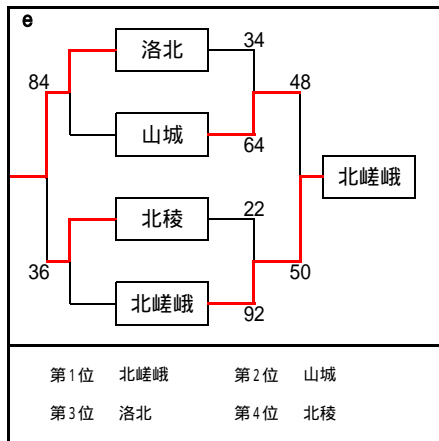 e
洛北 34
84 48
山城
64
北嵯峨
北稜 22
36 50
北嵯峨
92
第1位 北嵯峨 第2位 山城
第3位 洛北 第4位 北稜